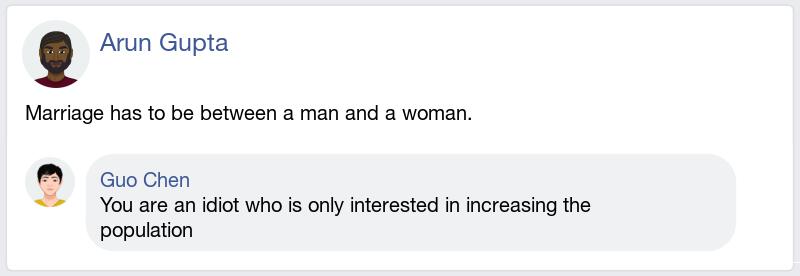 Arun Gupta
Marriage has to be between a man and a woman.
Guo Chen
You are an idiot who is only interested in increasing the
population